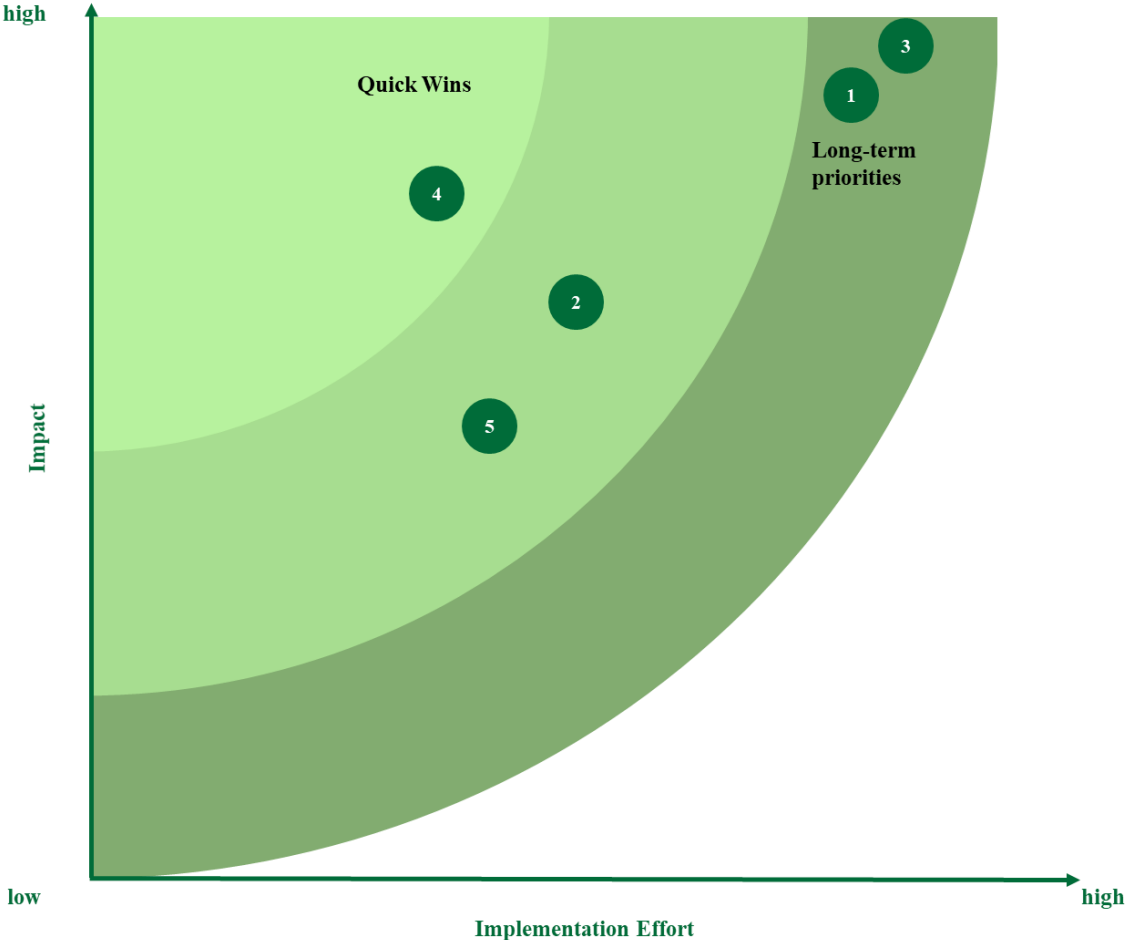 high
3
Quick Wins
1
Long-term
priorities
4
2
Impact
5
low
high
Implementation Effort